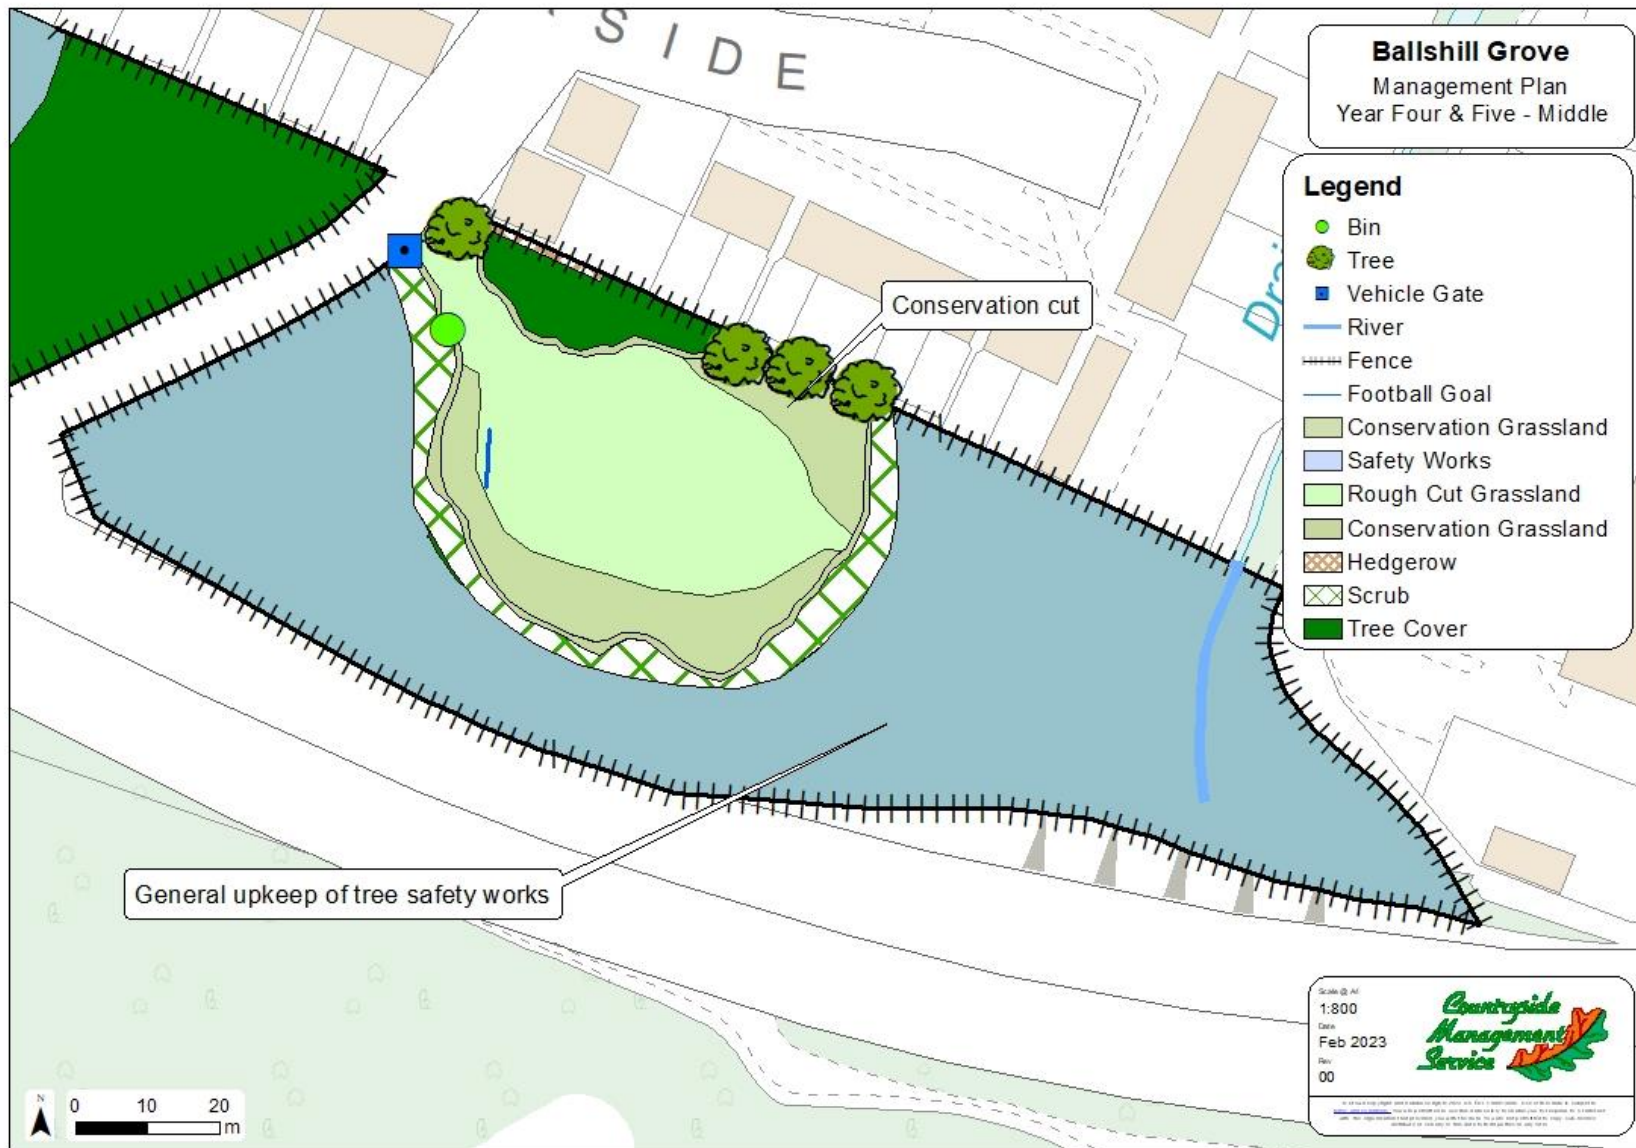 SIDE
Ballshill Grove
Management Plan
Year Four & Five - Middle
Legend
Bin
Tree
Vehicle Gate
River
Fence
Football Goal
Conservation Grassland
Safety Works
Rough Cut Grassland
Conservation Grassland
Hedgerow
Scrub
Tree Cover
Conservation cut
General upkeep of tree safety works
N
0 10 20
m
1:800
Date
Feb 2023
Rev
00
Countryside
Management
Service